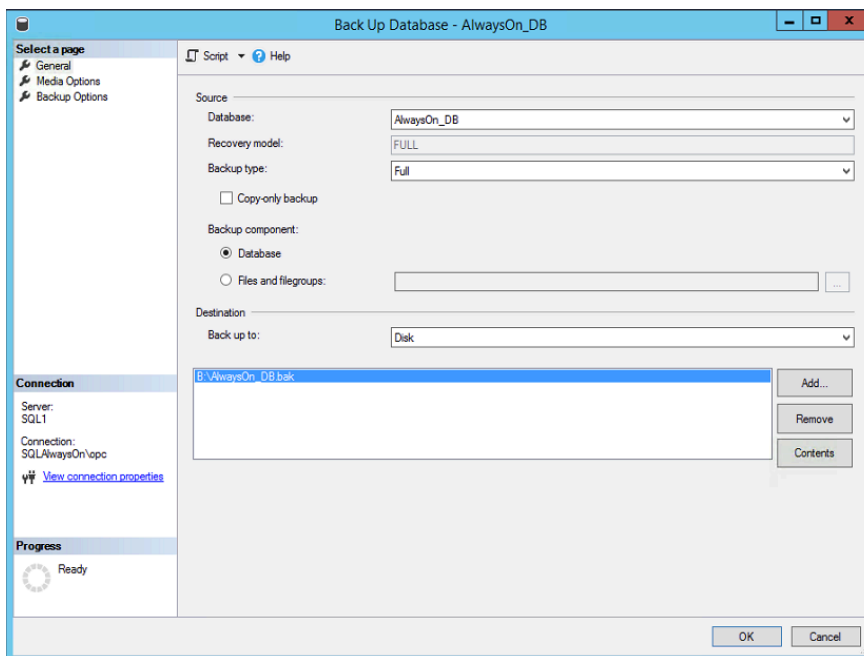 Back Up Database - AlwaysOn_DB
Select a page
General
Media Options
Backup Options
Script
Help
Source
Database:
AlwaysOn_DB
Recovery model:
FULL
Backup type:
Full
Copy-only backup
Backup component:
Database
Files and filegroups:
...
Destination
Back up to:
Disk
B:\AlwaysOn_DB.bak
Add...
Remove
Contents
Connection
Server:
SQL1
Connection:
SQLAlwaysOn\opc
View connection properties
Progress
Ready
OK
Cancel